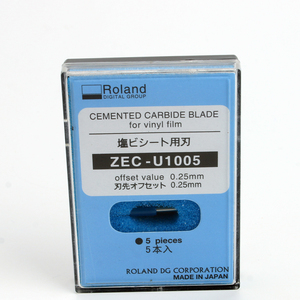 Roland
DIGITAL GROUP
CEMENTED CARBIDE BLADE
for vinyl film
塩ビシート用刃
ZEC-U1005
offset value 0.25mm
刃先オフセット 0.25mm
● 5 pieces
5本入
ROLAND DG CORPORATION
MADE IN JAPAN